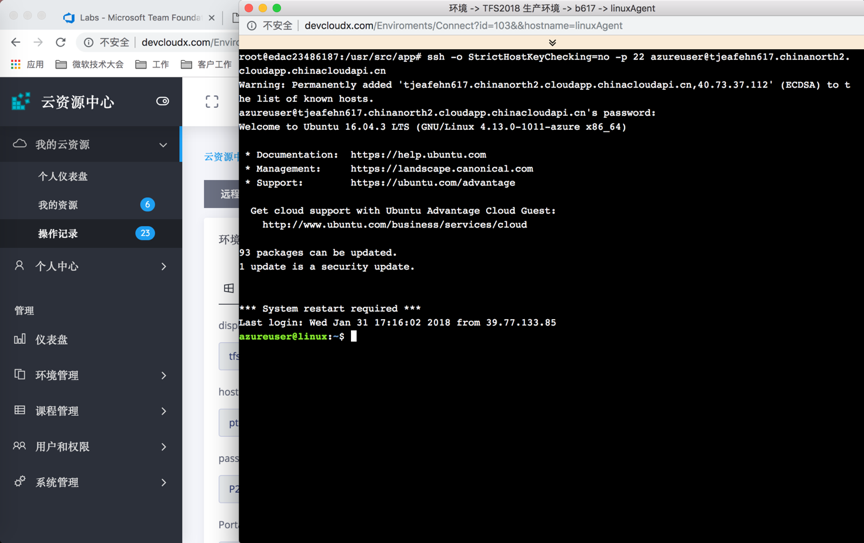 Labs - Microsoft Team Founda
不安全
devcloudx.com/Enviro
应用
微软技术大会
工作
客户工作
云资源中心
我的云资源
个人仪表盘
我的资源
6
操作记录
23
个人中心
管理
仪表盘
环境管理
课程管理
用户和权限
系统管理
云资源中
远程
环境
disp
tfs
host
pt
pass
P2
Porta
环境 -> TFS2018 生产环境 -> b617 -> linuxAgent
不安全
devcloudx.com/Enviroments/Connect?id=103&&hostname=linuxAgent
root@edac23486187:/usr/src/app# ssh -o StrictHostKeyChecking=no -p 22 azureuser@tjeafehn617.chinanorth2.
cloudapp.chinacloudapi.cn
Warning: Permanently added 'tjeafehn617.chinanorth2.cloudapp.chinacloudapi.cn,40.73.37.112' (ECDSA) to t
he list of known hosts.
azureuser@tjeafehn617.chinanorth2.cloudapp.chinacloudapi.cn's password:
Welcome to Ubuntu 16.04.3 LTS (GNU/Linux 4.13.0-1011-azure x86_64)
* Documentation:  https://help.ubuntu.com
* Management:     https://landscape.canonical.com
* Support:        https://ubuntu.com/advantage
Get cloud support with Ubuntu Advantage Cloud Guest:
http://www.ubuntu.com/business/services/cloud
93 packages can be updated.
1 update is a security update.
*** System restart required ***
Last login: Wed Jan 31 17:16:02 2018 from 39.77.133.85
azureuser@linux:~$